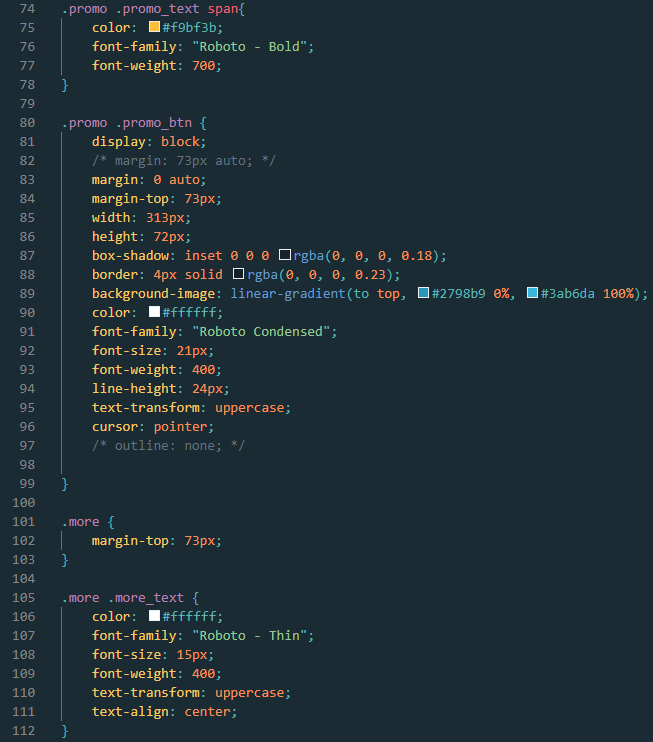 74 .promo .promo_text span{
75     color: #f9bf3b;
76     font-family: "Roboto - Bold";
77     font-weight: 700;
78 }
79
80 .promo .promo_btn {
81     display: block;
82     /* margin: 73px auto; */
83     margin: 0 auto;
84     margin-top: 73px;
85     width: 313px;
86     height: 72px;
87     box-shadow: inset 0 0 0 rgba(0, 0, 0, 0.18);
88     border: 4px solid rgba(0, 0, 0, 0.23);
89     background-image: linear-gradient(to top, #2798b9 0%, #3ab6da 100%);
90     color: #ffffff;
91     font-family: "Roboto Condensed";
92     font-size: 21px;
93     font-weight: 400;
94     line-height: 24px;
95     text-transform: uppercase;
96     cursor: pointer;
97     /* outline: none; */
98
99 }
100
101 .more {
102     margin-top: 73px;
103 }
104
105 .more .more_text {
106     color: #ffffff;
107     font-family: "Roboto - Thin";
108     font-size: 15px;
109     font-weight: 400;
110     text-transform: uppercase;
111     text-align: center;
112 }